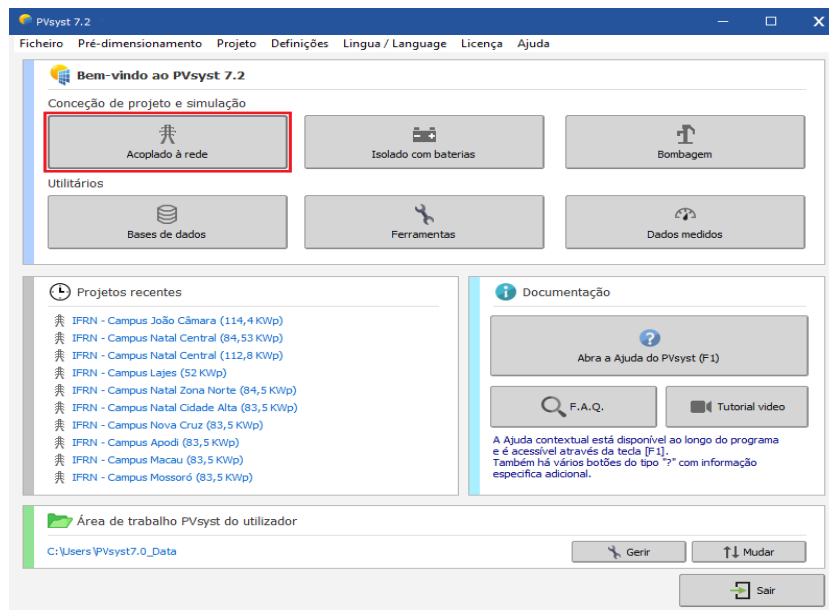 PVsyst 7.2
Ficheiro Pré-dimensionamento Projeto Definições Lingua / Language Licença Ajuda
Bem-vindo ao PVsyst 7.2
Conceção de projeto e simulação
Acoplado à rede
Isolado com baterias
Bombagem
Utilitários
Bases de dados
Ferramentas
Dados medidos
Projetos recentes
IFRN - Campus João Câmara (114,4 KWp)
IFRN - Campus Natal Central (84,53 KWp)
IFRN - Campus Natal Central (112,8 KWp)
IFRN - Campus Lajes (52 KWp)
IFRN - Campus Natal Zona Norte (84,5 KWp)
IFRN - Campus Natal Cidade Alta (83,5 KWp)
IFRN - Campus Nova Cruz (83,5 KWp)
IFRN - Campus Apodi (83,5 KWp)
IFRN - Campus Macau (83,5 KWp)
IFRN - Campus Mossoró (83,5 KWp)
Documentação
Abra a Ajuda do PVsyst (F1)
F.A.Q.
Tutorial video
A Ajuda contextual está disponível ao longo do programa
e é acessível através da tecla [F1].
Também há vários botões do tipo "?" com informação
especifica adicional.
Área de trabalho PVsyst do utilizador
C:\Users\PVsyst7.0_Data
Gerir
Mudar
Sair